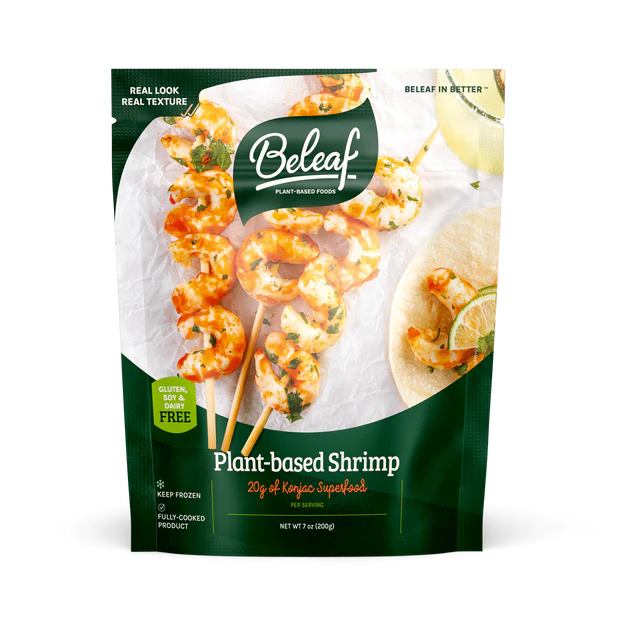 REAL LOOK
REAL TEXTURE
BELEAF IN BETTER™
Beleaf
PLANT-BASED FOODS
GLUTEN,
SOY &
DAIRY
FREE
Plant-based Shrimp
20g of Konjac Superfood
PER SERVING
KEEP FROZEN
FULLY-COOKED
PRODUCT
NET WT 7 oz (200g)